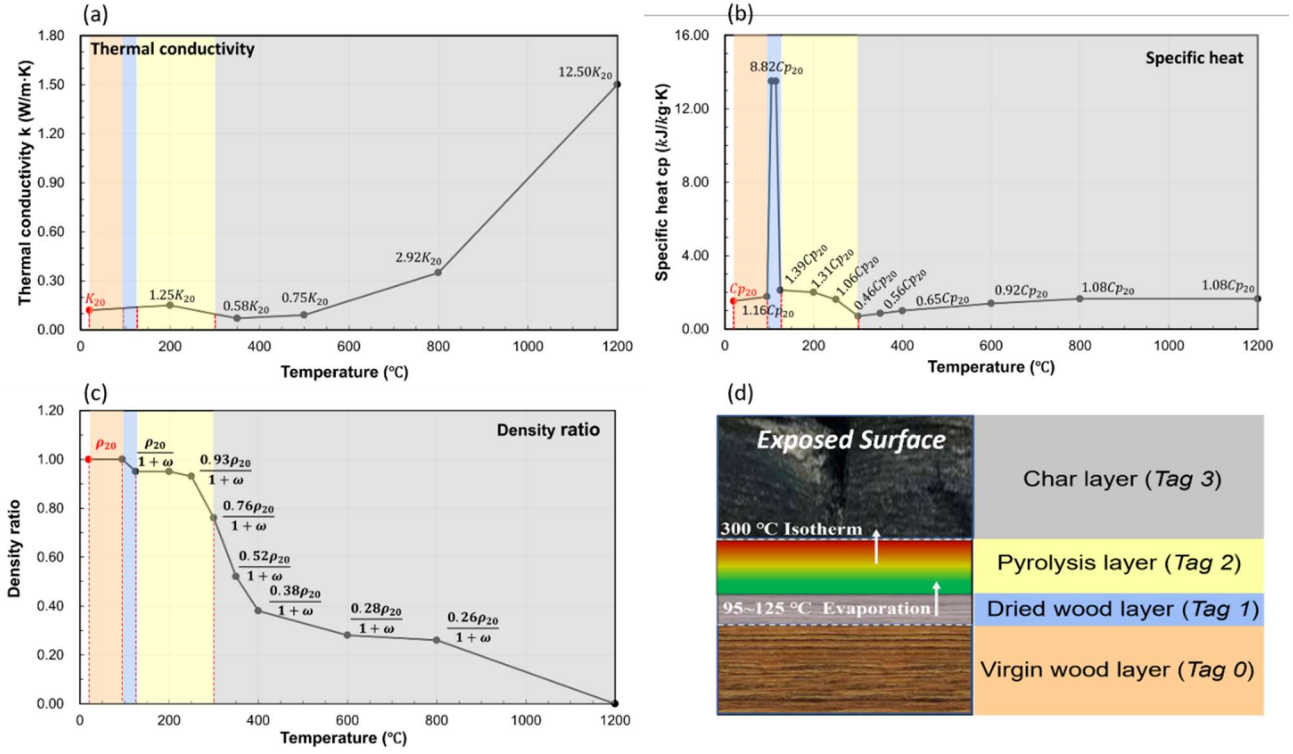 (a)
Thermal conductivity
Thermal conductivity k (W/m·K)
1.80
1.50
1.20
0.90
0.60
0.30
0.00
K₂₀
1.25K₂₀
0.58K₂₀
0.75K₂₀
2.92K₂₀
12.50K₂₀
0 200 400 600 800 1000 1200
Temperature (℃)
(b)
Specific heat
Specific heat cp (kJ/kg·K)
16.00
12.00
8.00
4.00
0.00
Cp₂₀
1.16Cp₂₀
8.82Cp₂₀
1.39Cp₂₀
1.31Cp₂₀
1.06Cp₂₀
0.46Cp₂₀
0.56Cp₂₀
0.65Cp₂₀
0.92Cp₂₀
1.08Cp₂₀
1.08Cp₂₀
0 200 400 600 800 1000 1200
Temperature (℃)
(c)
Density ratio
Density ratio
1.20
1.00
0.80
0.60
0.40
0.20
0.00
ρ₂₀
ρ₂₀
1 + ω
0.93ρ₂₀
1 + ω
0.76ρ₂₀
1 + ω
0.52ρ₂₀
1 + ω
0.38ρ₂₀
1 + ω
0.28ρ₂₀
1 + ω
0.26ρ₂₀
1 + ω
0 200 400 600 800 1000 1200
Temperature (℃)
(d)
Exposed Surface
300 ℃ Isotherm
95~125 ℃ Evaporation
Char layer (Tag 3)
Pyrolysis layer (Tag 2)
Dried wood layer (Tag 1)
Virgin wood layer (Tag 0)